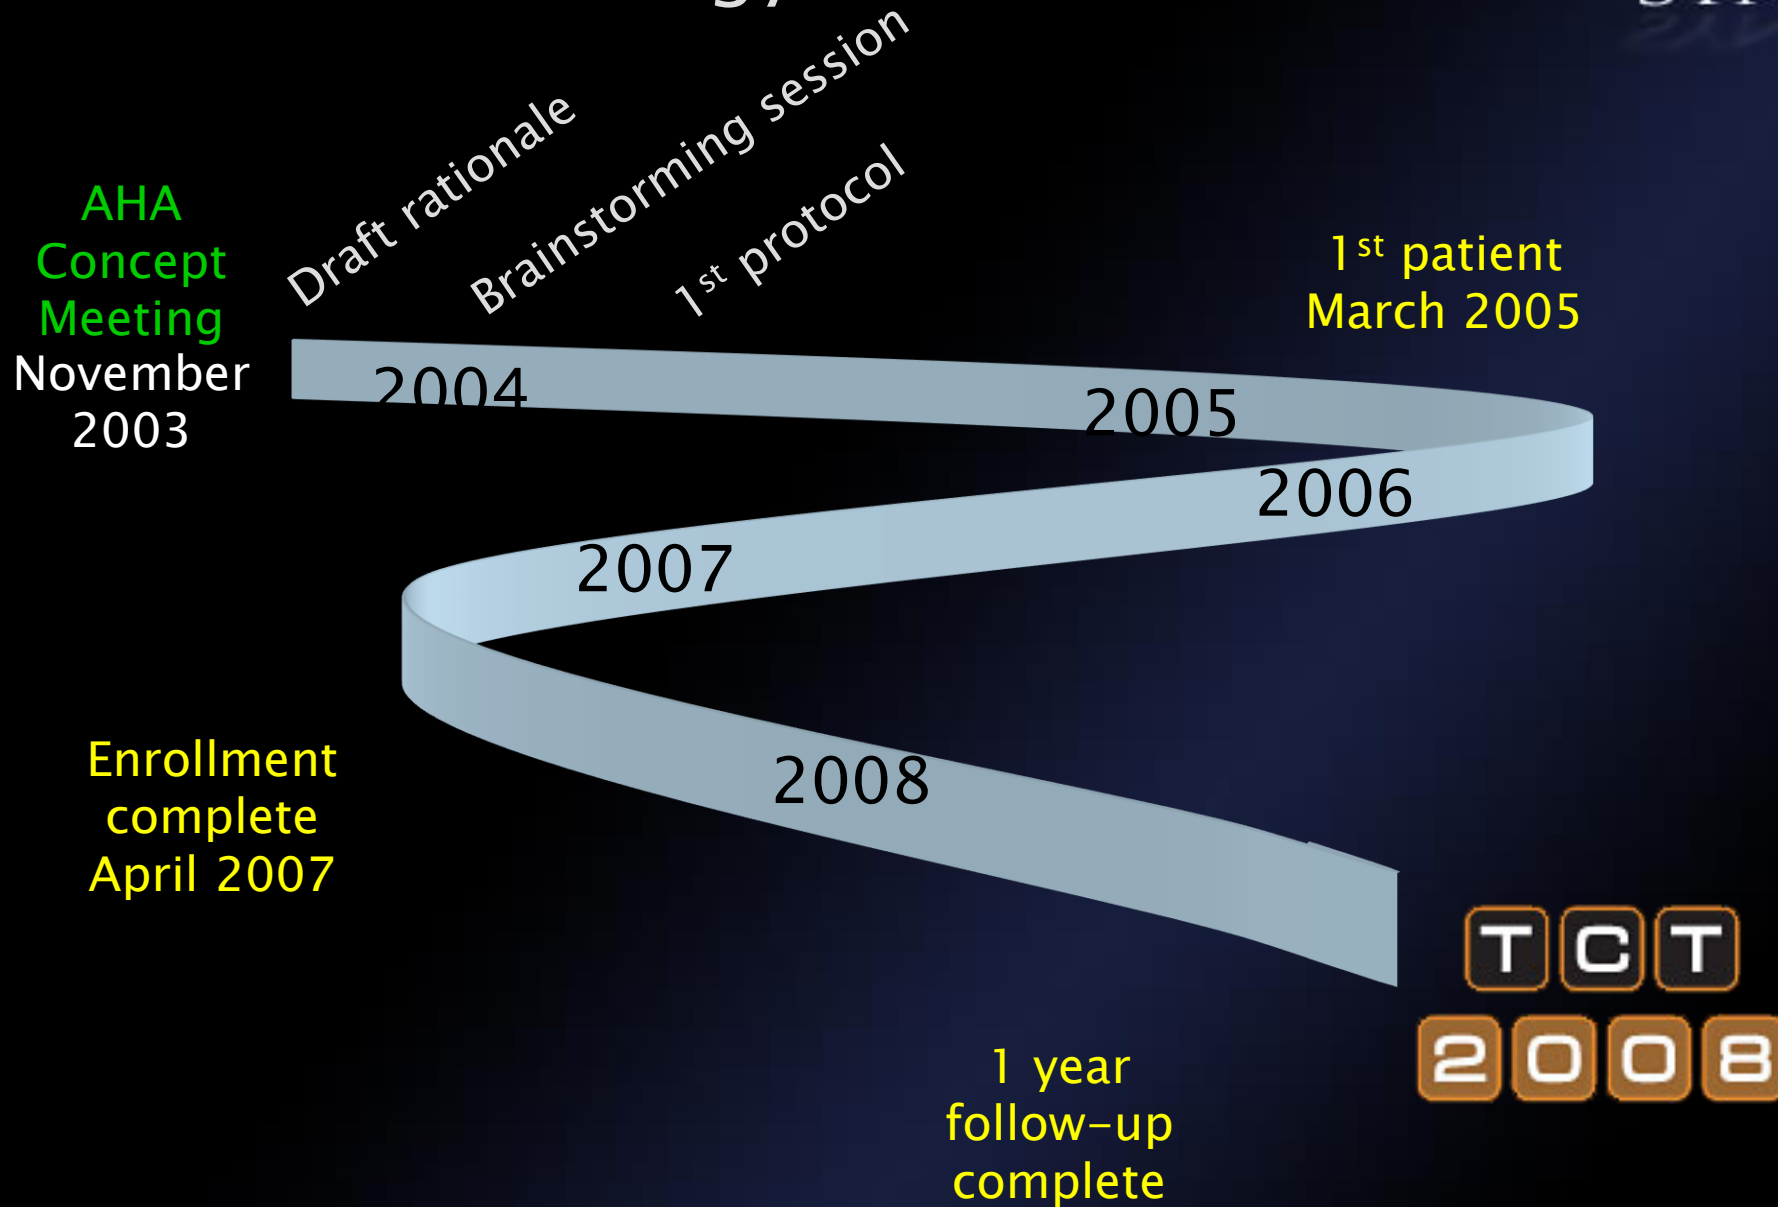 Draft rationale
Brainstorming session
1st protocol
AHA
Concept
Meeting
November
2003
1st patient
March 2005
2004
2005
2006
2007
2008
Enrollment
complete
April 2007
TCT
2008
1 year
follow-up
complete